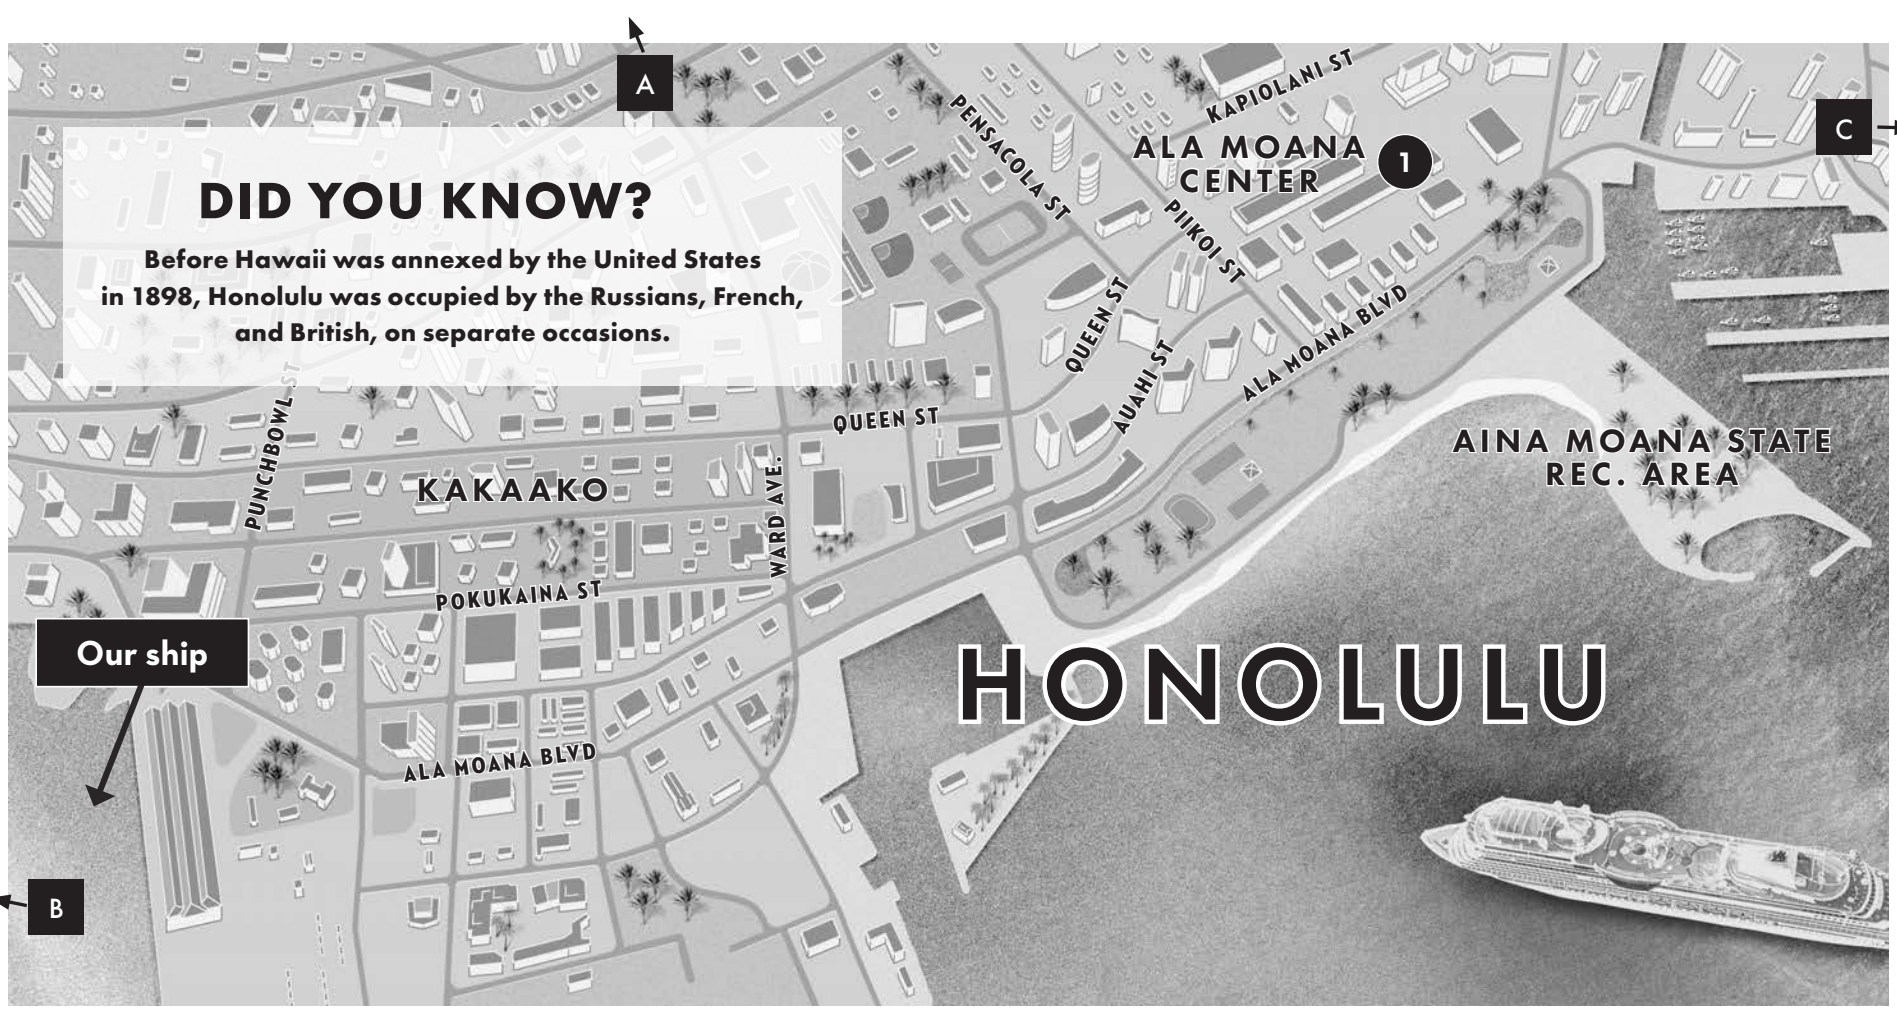 A
KAPIOLANI ST
PENSACOLA ST
C
ALA MOANA
CENTER
1
DID YOU KNOW?
Before Hawaii was annexed by the United States
in 1898, Honolulu was occupied by the Russians, French,
and British, on separate occasions.
PIIKOI ST
QUEEN ST
AUAHI ST
ALA MOANA BLVD
PUNCHBOWL ST
QUEEN ST
AINA MOANA STATE
REC. AREA
KAKAAKO
WARD AVE.
POKUKAINA ST
Our ship
HONOLULU
ALA MOANA BLVD
B